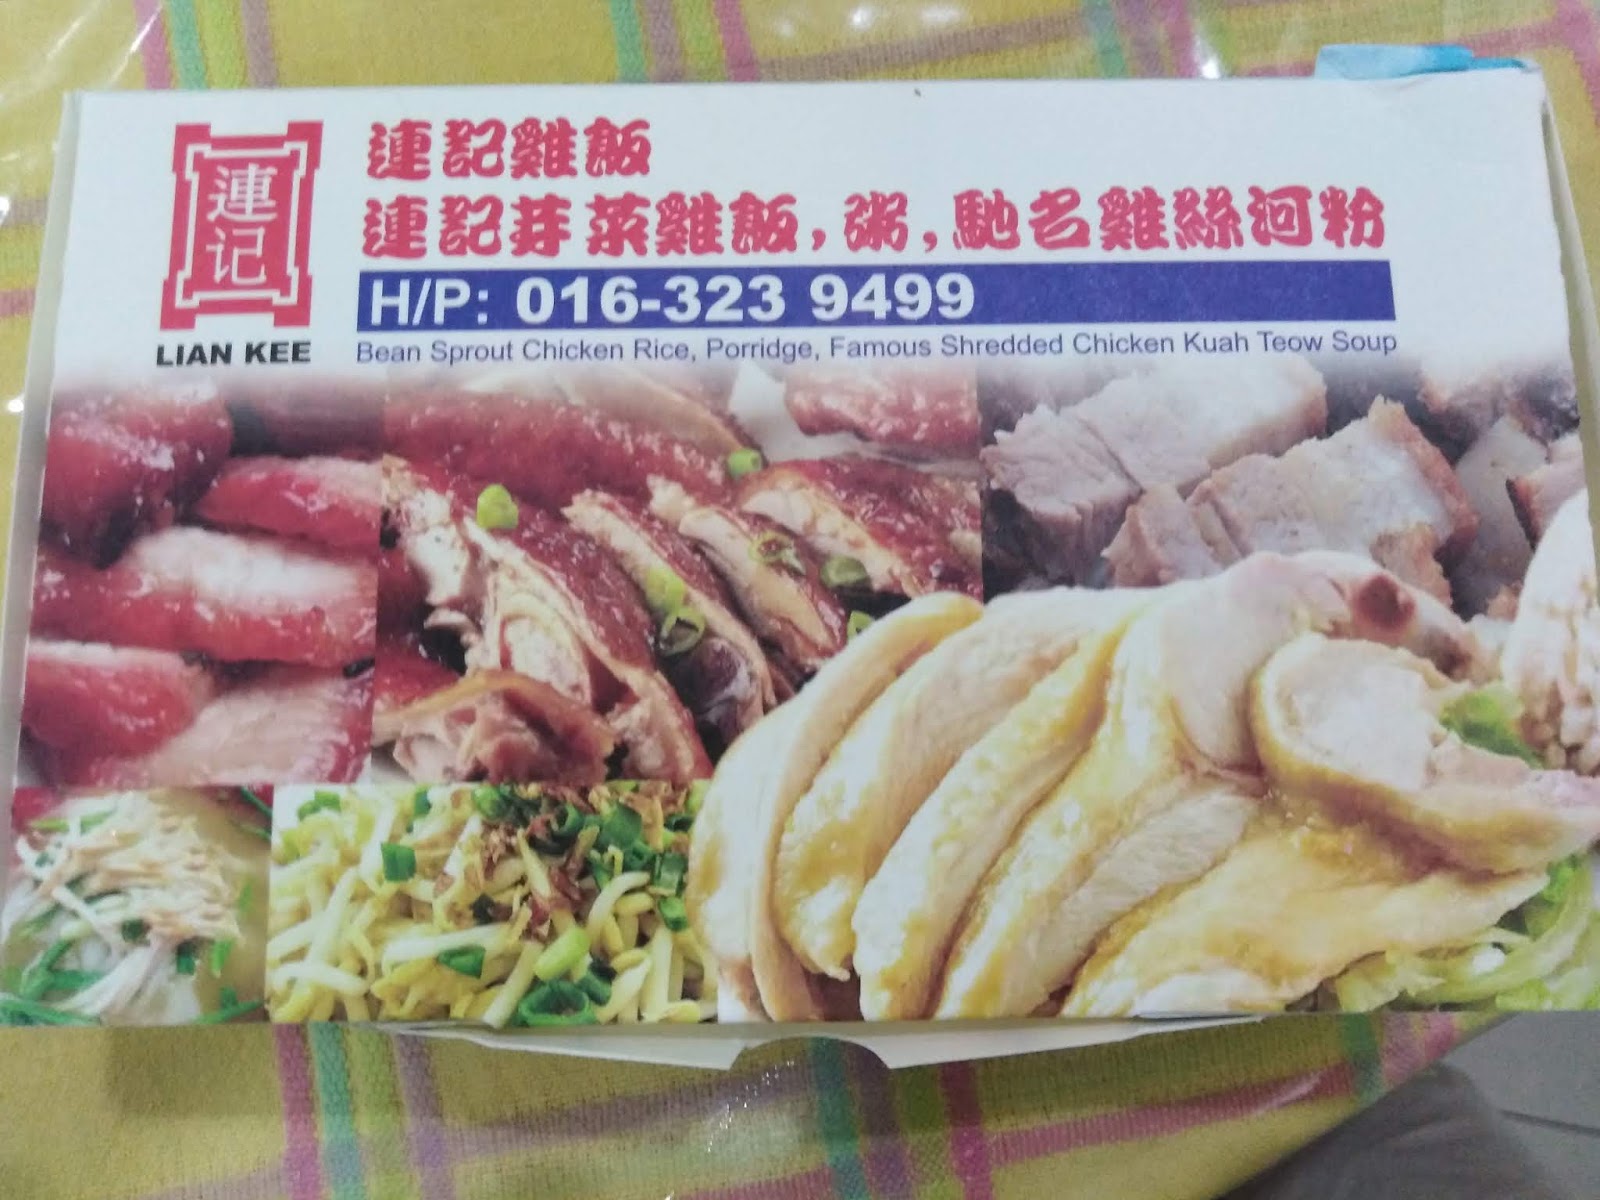 連记
LIAN KEE
連記雞飯
連記芽菜雞飯,粥,馳名雞絲河粉
H/P: 016-323 9499
Bean Sprout Chicken Rice, Porridge, Famous Shredded Chicken Kuah Teow Soup